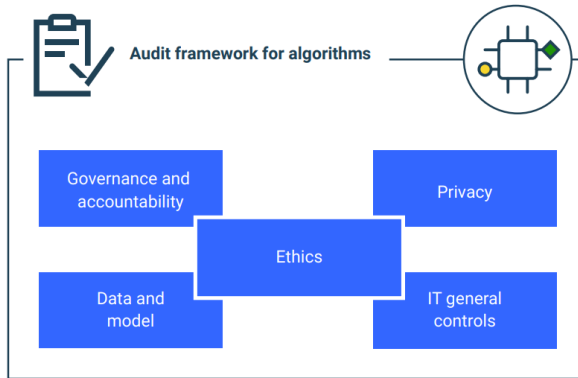 Audit framework for algorithms
Governance and
accountability
Privacy
Ethics
Data and
model
IT general
controls